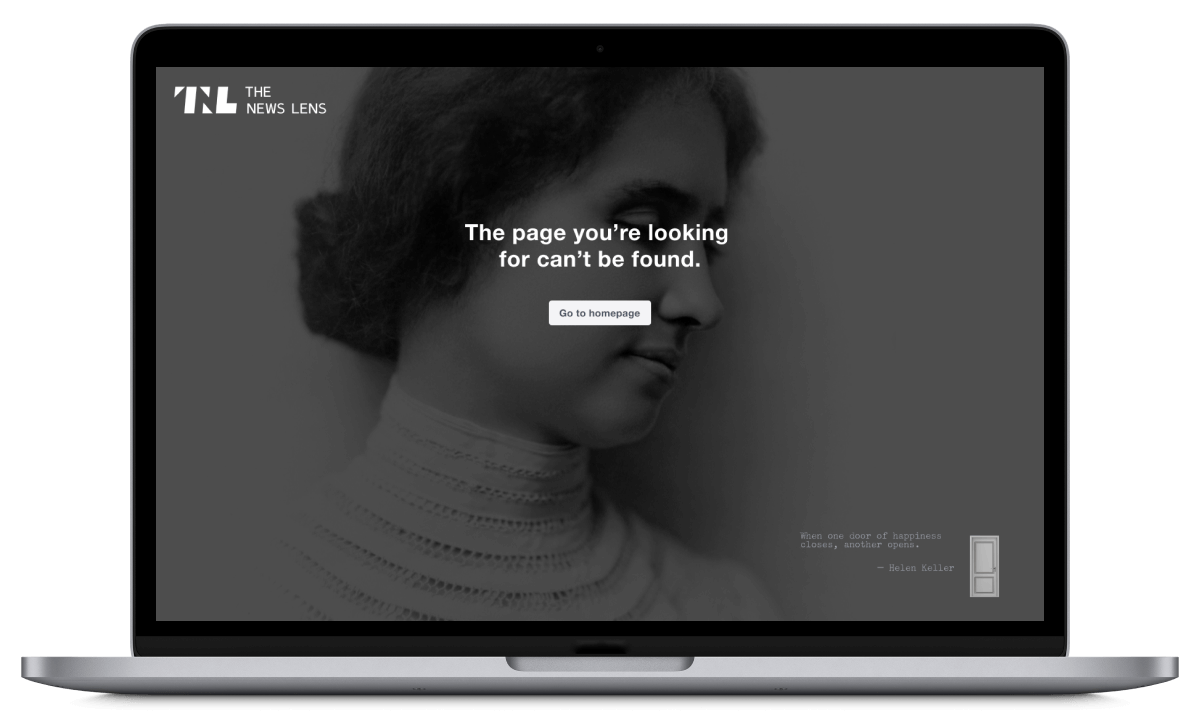 TNL
THE
NEWS LENS
The page you’re looking
for can’t be found.
Go to homepage
When one door of happiness
closes, another opens.
— Helen Keller